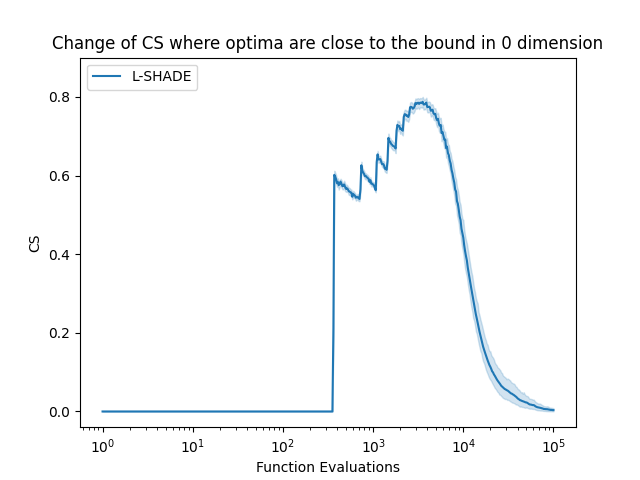 Change of CS where optima are close to the bound in 0 dimension
L-SHADE
CS
0.8
0.6
0.4
0.2
0.0
10⁰ 10¹ 10² 10³ 10⁴ 10⁵
Function Evaluations